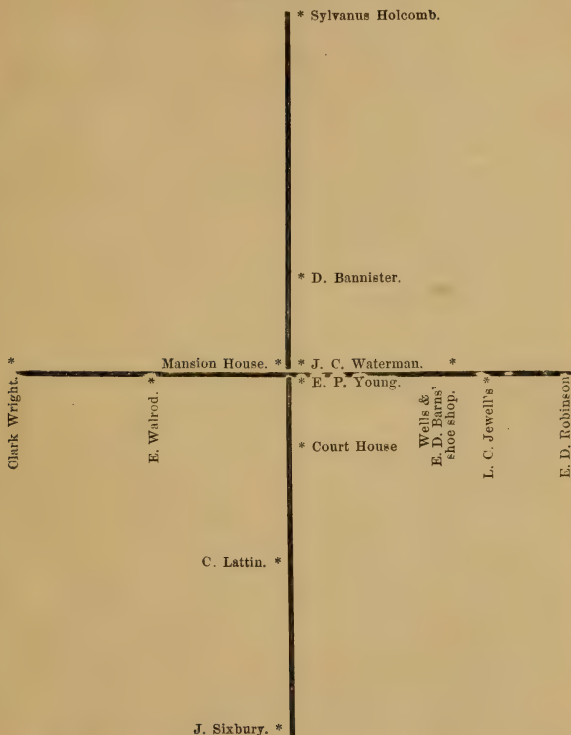 * Sylvanus Holcomb.
* D. Bannister.
Mansion House. *
* J. C. Waterman.
*
* E. P. Young.
Clark Wright. *
E. Walrod. *
Wells &
E. D. Barns'
shoe shop.
L. C. Jewell's *
E. D. Robinson
* Court House
C. Lattin. *
J. Sixbury. *